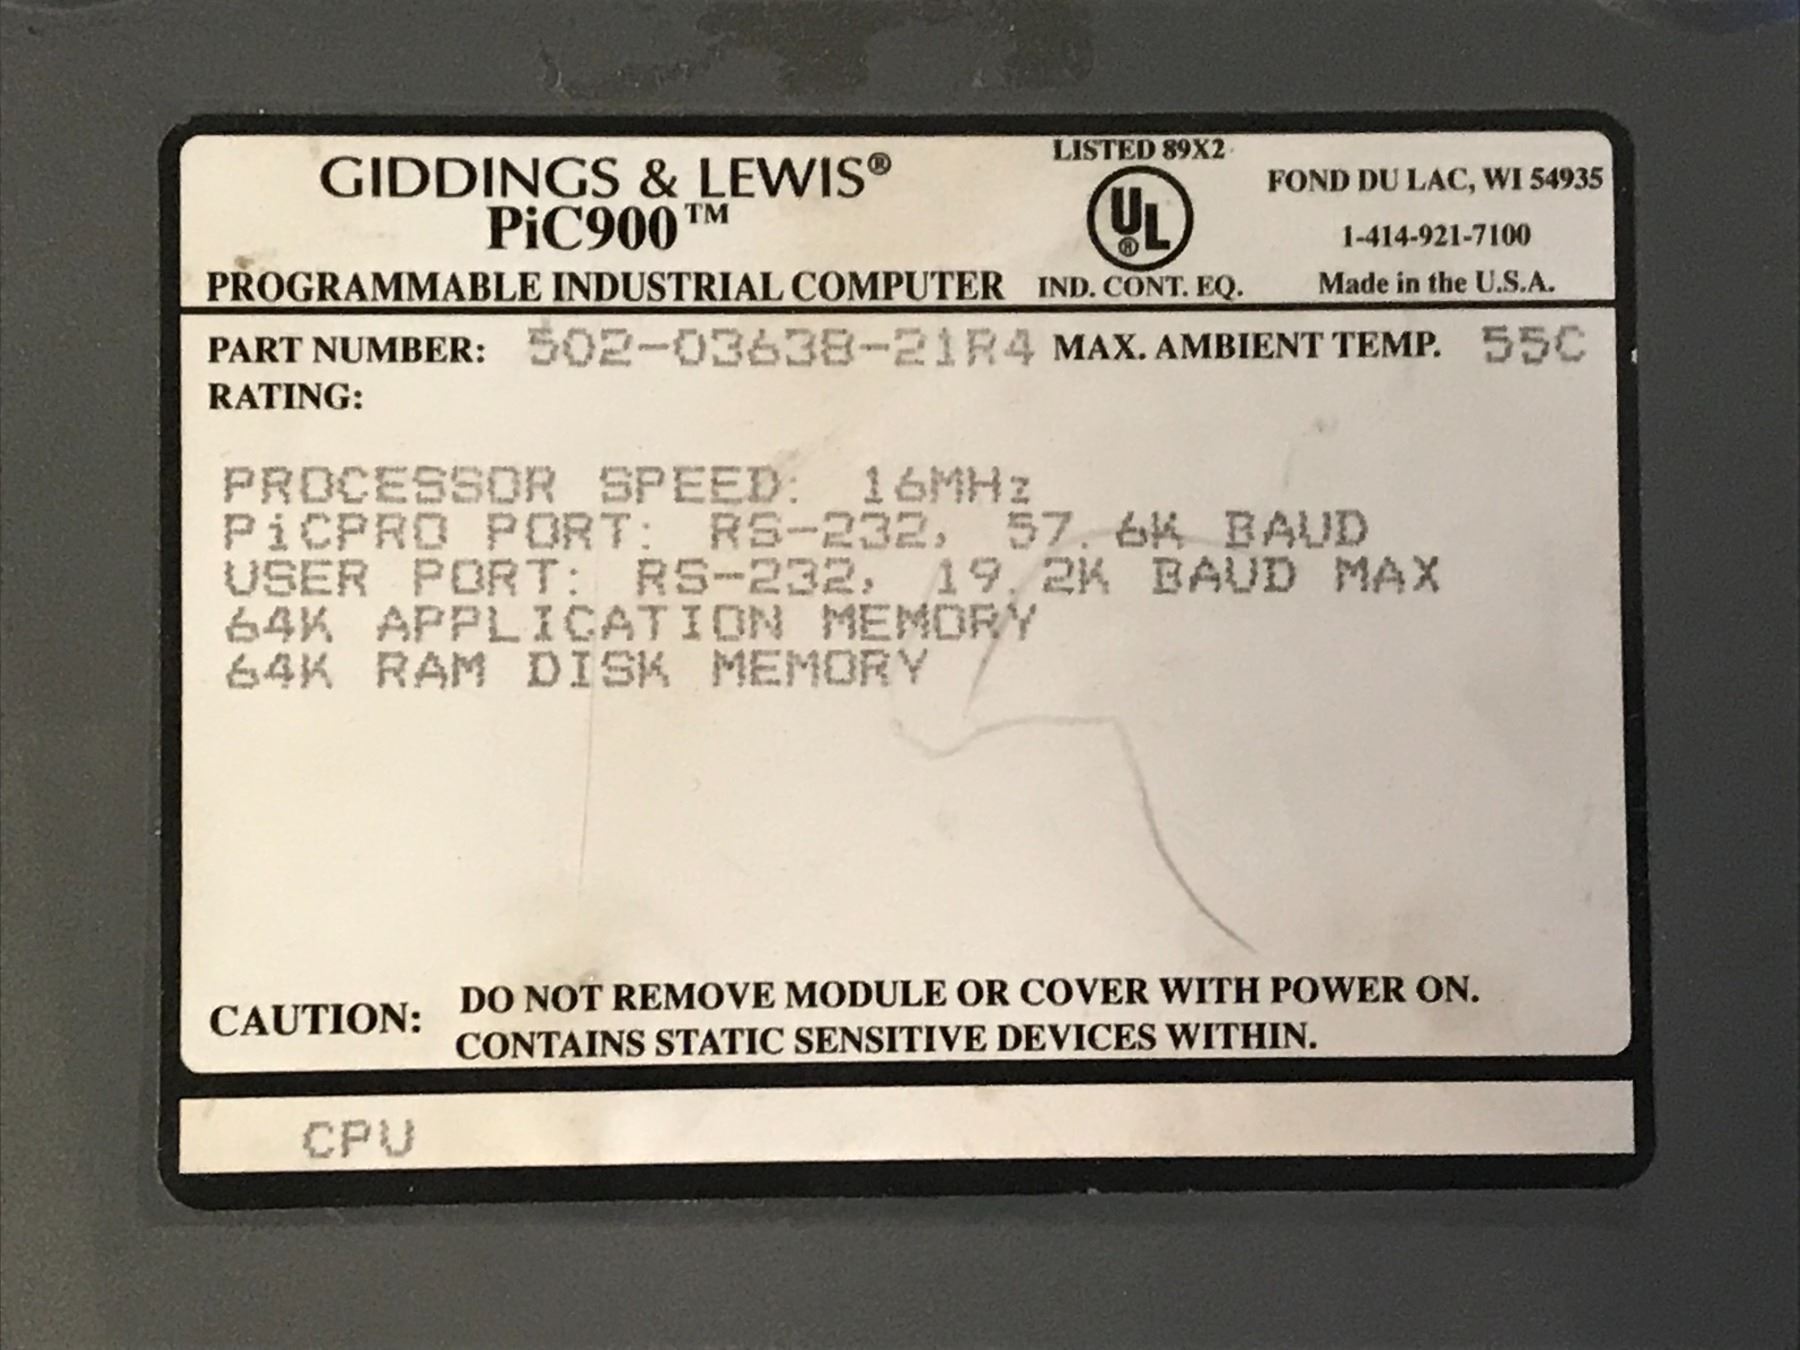 GIDDINGS & LEWIS®
PiC900™
PROGRAMMABLE INDUSTRIAL COMPUTER
LISTED 89X2
UL
®
IND. CONT. EQ.
FOND DU LAC, WI 54935
1-414-921-7100
Made in the U.S.A.
PART NUMBER: 502-03638-21R4 MAX. AMBIENT TEMP. 55C
RATING:
PROCESSOR SPEED: 16MHz
PiCPRO PORT: RS-232, 57.6K BAUD
USER PORT: RS-232, 19.2K BAUD MAX
64K APPLICATION MEMORY
64K RAM DISK MEMORY
CAUTION: DO NOT REMOVE MODULE OR COVER WITH POWER ON.
CONTAINS STATIC SENSITIVE DEVICES WITHIN.
CPU